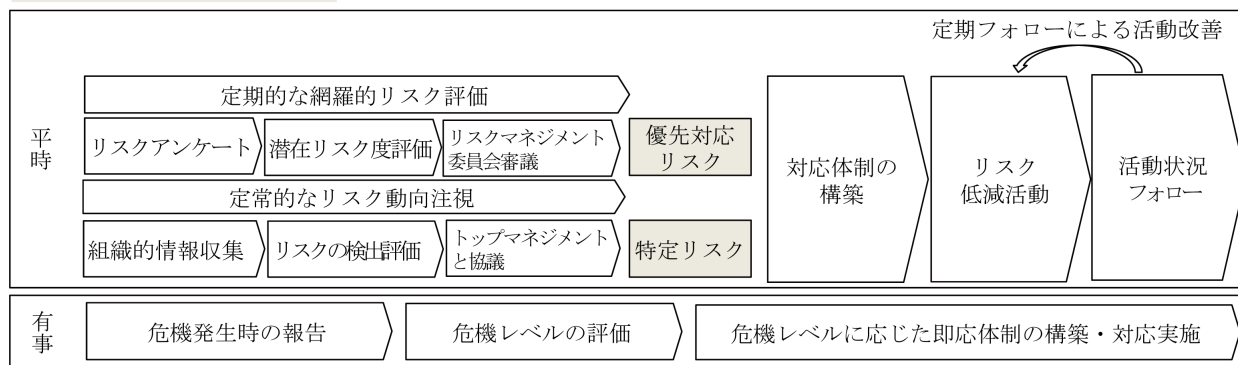 定期フォローによる活動改善
平時
定期的な網羅的リスク評価
リスクアンケート
潜在リスク度評価
リスクマネジメント
委員会審議
優先対応
リスク
定常的なリスク動向注視
組織的情報収集
リスクの検出評価
トップマネジメント
と協議
特定リスク
対応体制の
構築
リスク
低減活動
活動状況
フォロー
有事
危機発生時の報告
危機レベルの評価
危機レベルに応じた即応体制の構築・対応実施